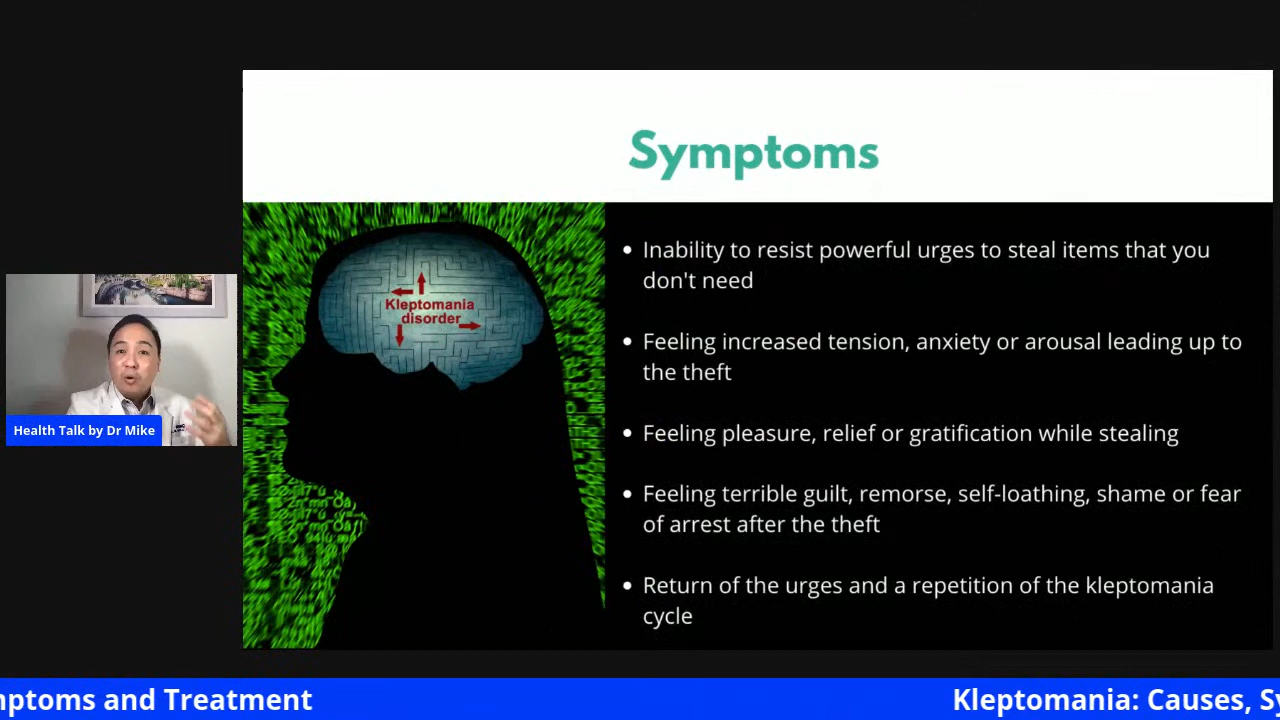 Symptoms
Kleptomania
disorder
• Inability to resist powerful urges to steal items that you
don't need
• Feeling increased tension, anxiety or arousal leading up to
the theft
• Feeling pleasure, relief or gratification while stealing
• Feeling terrible guilt, remorse, self-loathing, shame or fear
of arrest after the theft
• Return of the urges and a repetition of the kleptomania
cycle
Health Talk by Dr Mike
mptoms and Treatment
Kleptomania: Causes, Sy